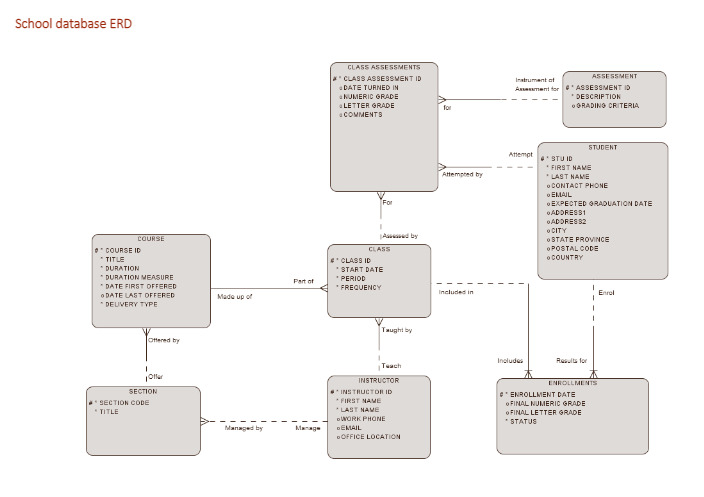 School database ERD
CLASS ASSESSMENTS
# * CLASS ASSESSMENT ID
o DATE TURNED IN
o NUMERIC GRADE
o LETTER GRADE
o COMMENTS
Instrument of
Assessment for
for
ASSESSMENT
# * ASSESSMENT ID
* DESCRIPTION
o GRADING CRITERIA
Attempt
Attempted by
STUDENT
# * STU ID
* FIRST NAME
* LAST NAME
o CONTACT PHONE
o EMAIL
o EXPECTED GRADUATION DATE
o ADDRESS1
o ADDRESS2
o CITY
o STATE PROVINCE
o POSTAL CODE
o COUNTRY
For
Assessed by
COURSE
# * COURSE ID
* TITLE
* DURATION
* DURATION MEASURE
* DATE FIRST OFFERED
o DATE LAST OFFERED
* DELIVERY TYPE
Part of
Made up of
CLASS
# * CLASS ID
* START DATE
* PERIOD
* FREQUENCY
Included in
Enrol
Offered by
Offer
Taught by
Teach
Includes
Results for
SECTION
# * SECTION CODE
* TITLE
Managed by
Manage
INSTRUCTOR
# * INSTRUCTOR ID
* FIRST NAME
* LAST NAME
o WORK PHONE
o EMAIL
o OFFICE LOCATION
ENROLLMENTS
# * ENROLLMENT DATE
o FINAL NUMERIC GRADE
o FINAL LETTER GRADE
* STATUS